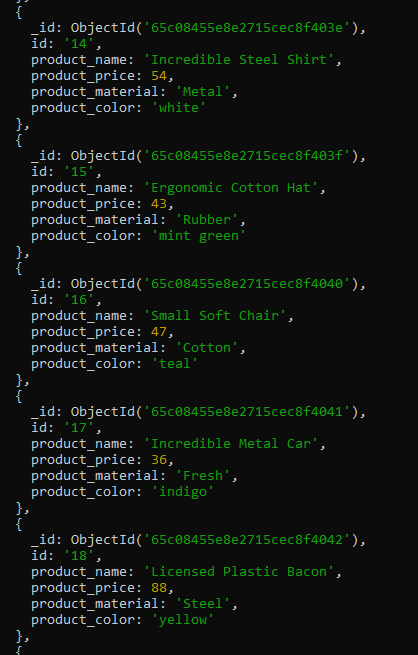 },
{
_id: ObjectId('65c08455e8e2715cec8f403e'),
id: '14',
product_name: 'Incredible Steel Shirt',
product_price: 54,
product_material: 'Metal',
product_color: 'white'
},
{
_id: ObjectId('65c08455e8e2715cec8f403f'),
id: '15',
product_name: 'Ergonomic Cotton Hat',
product_price: 43,
product_material: 'Rubber',
product_color: 'mint green'
},
{
_id: ObjectId('65c08455e8e2715cec8f4040'),
id: '16',
product_name: 'Small Soft Chair',
product_price: 47,
product_material: 'Cotton',
product_color: 'teal'
},
{
_id: ObjectId('65c08455e8e2715cec8f4041'),
id: '17',
product_name: 'Incredible Metal Car',
product_price: 36,
product_material: 'Fresh',
product_color: 'indigo'
},
{
_id: ObjectId('65c08455e8e2715cec8f4042'),
id: '18',
product_name: 'Licensed Plastic Bacon',
product_price: 88,
product_material: 'Steel',
product_color: 'yellow'
},
{